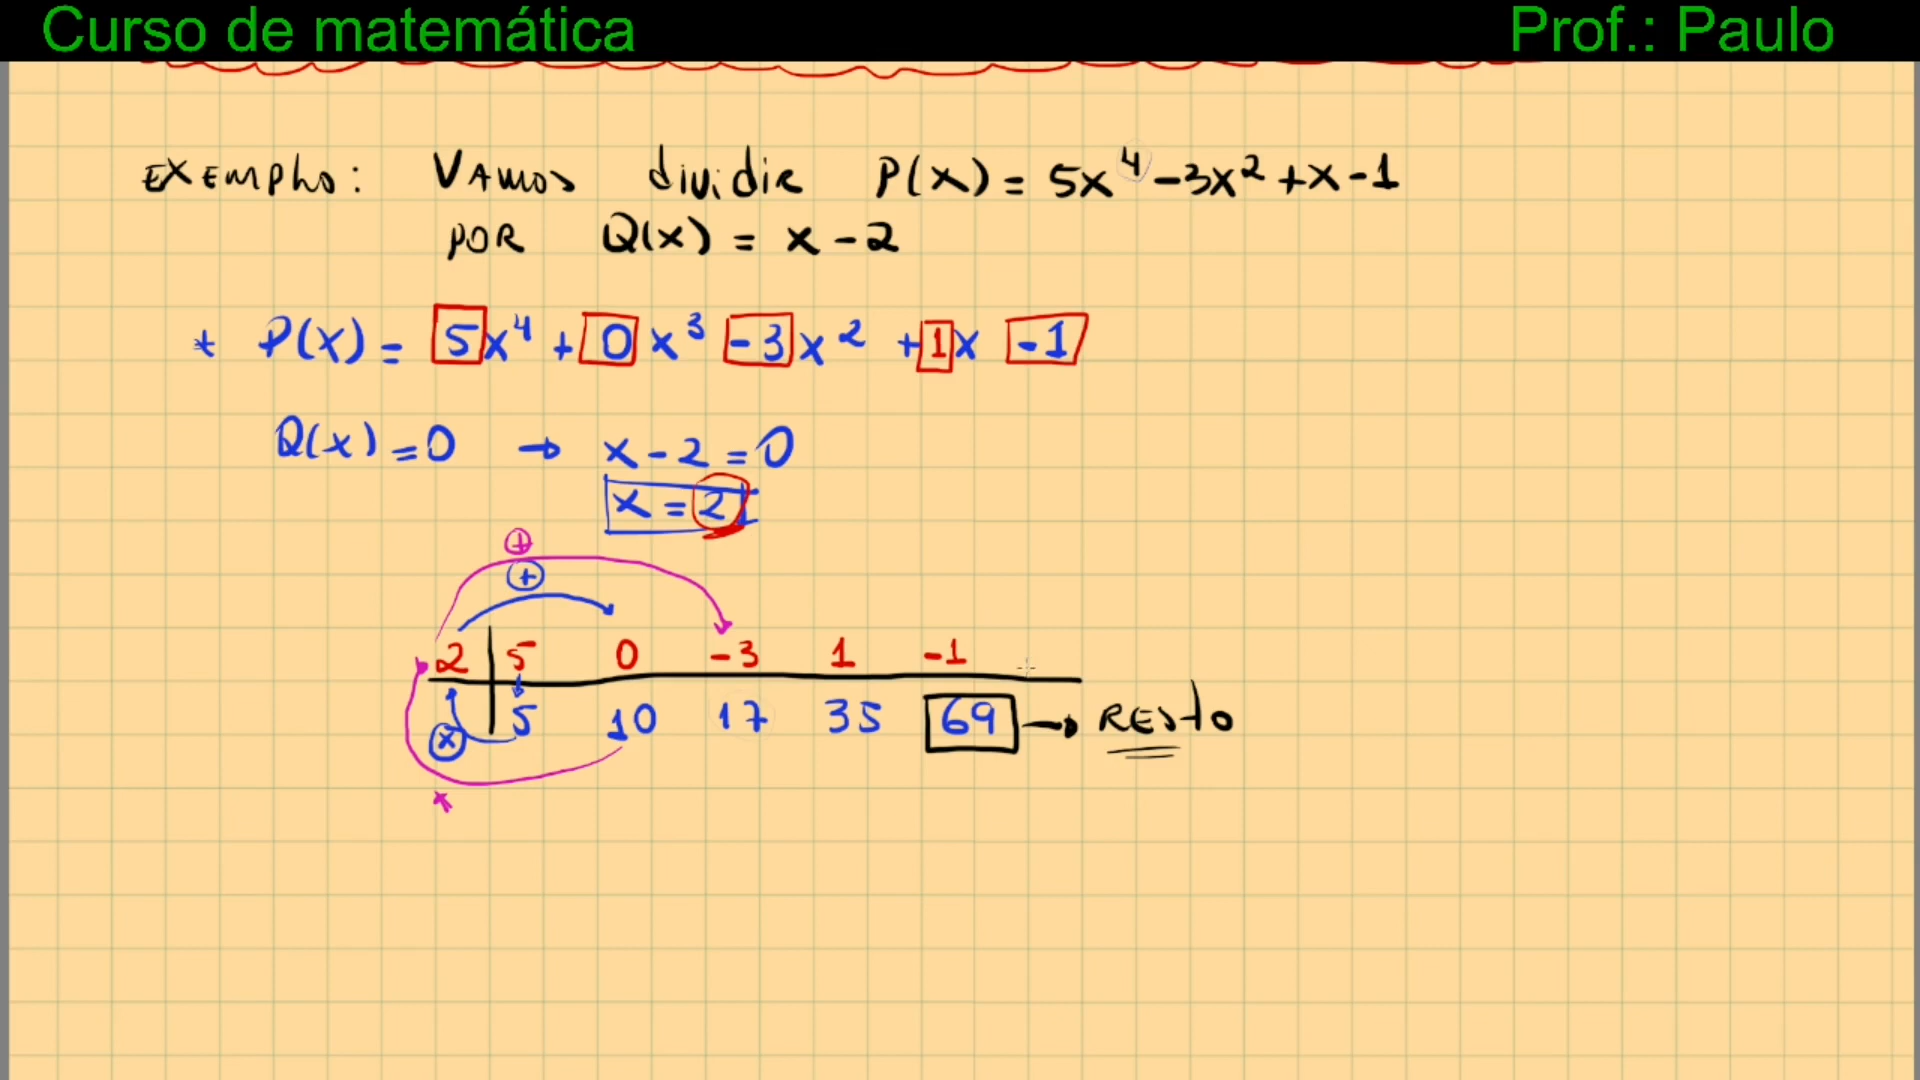 Curso de matemática Prof.: Paulo
EXEMPLO: VAMOS dividiR P(x) = 5x⁴ - 3x² + x - 1
POR Q(x) = x - 2
* P(x) = 5x⁴ + 0x³ - 3x² + 1x - 1
Q(x) = 0 → x - 2 = 0
x = 2
+
+
2 | 5 0 -3 1 -1
x 5 10 17 35 69 → RESTO
*